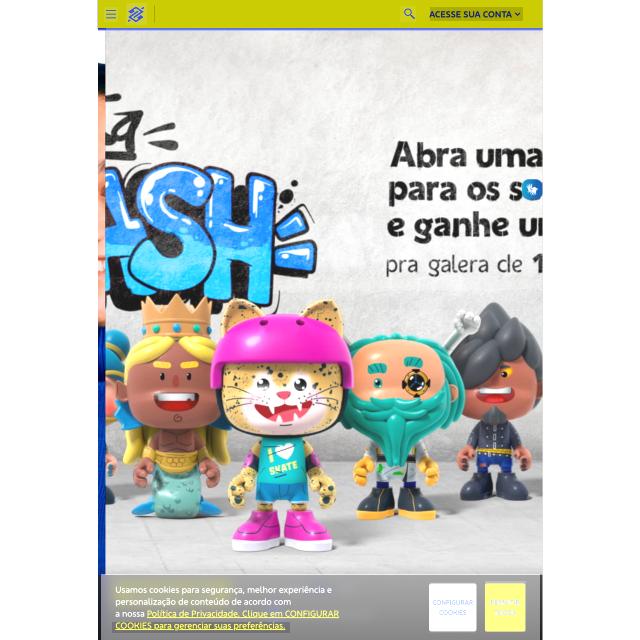 ACESSE SUA CONTA
ASH
Abra uma
para os s
e ganhe u
pra galera de 1
I
SKATE
Usamos cookies para segurança, melhor experiência e
personalização de conteúdo de acordo com
a nossa Política de Privacidade. Clique em CONFIGURAR
COOKIES para gerenciar suas preferências.
CONFIGURAR
COOKIES